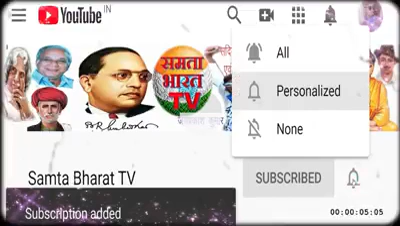 YouTube IN
All
Personalized
None
समता
भारत
TV
Samta Bharat TV
SUBSCRIBED
Subscription added
00:00:05:05